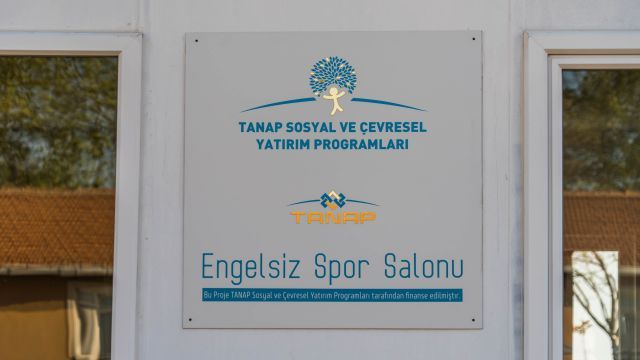 TANAP SOSYAL VE ÇEVRESEL
YATIRIM PROGRAMLARI
TANAP
Engelsiz Spor Salonu
Bu Proje TANAP Sosyal ve Çevresel Yatırım Programları tarafından finanse edilmiştir.